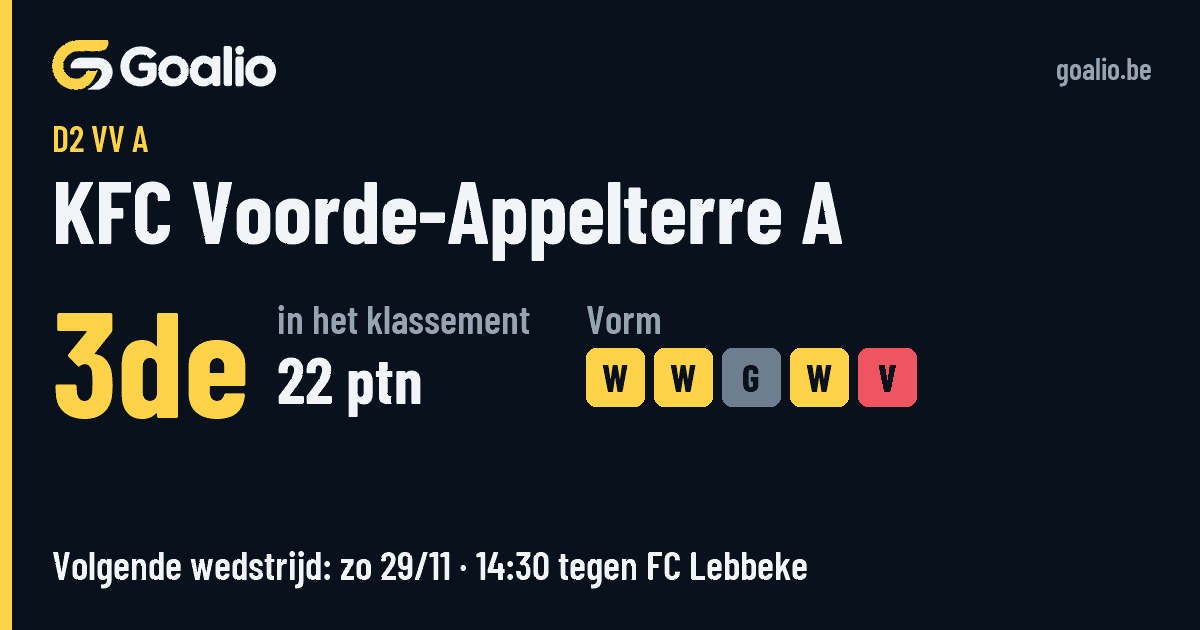 Goalio
goalio.be
D2 VV A
KFC Voorde-Appelterre A
3de
in het klassement
22 ptn
Vorm
W W G W V
Volgende wedstrijd: zo 29/11 · 14:30 tegen FC Lebbeke